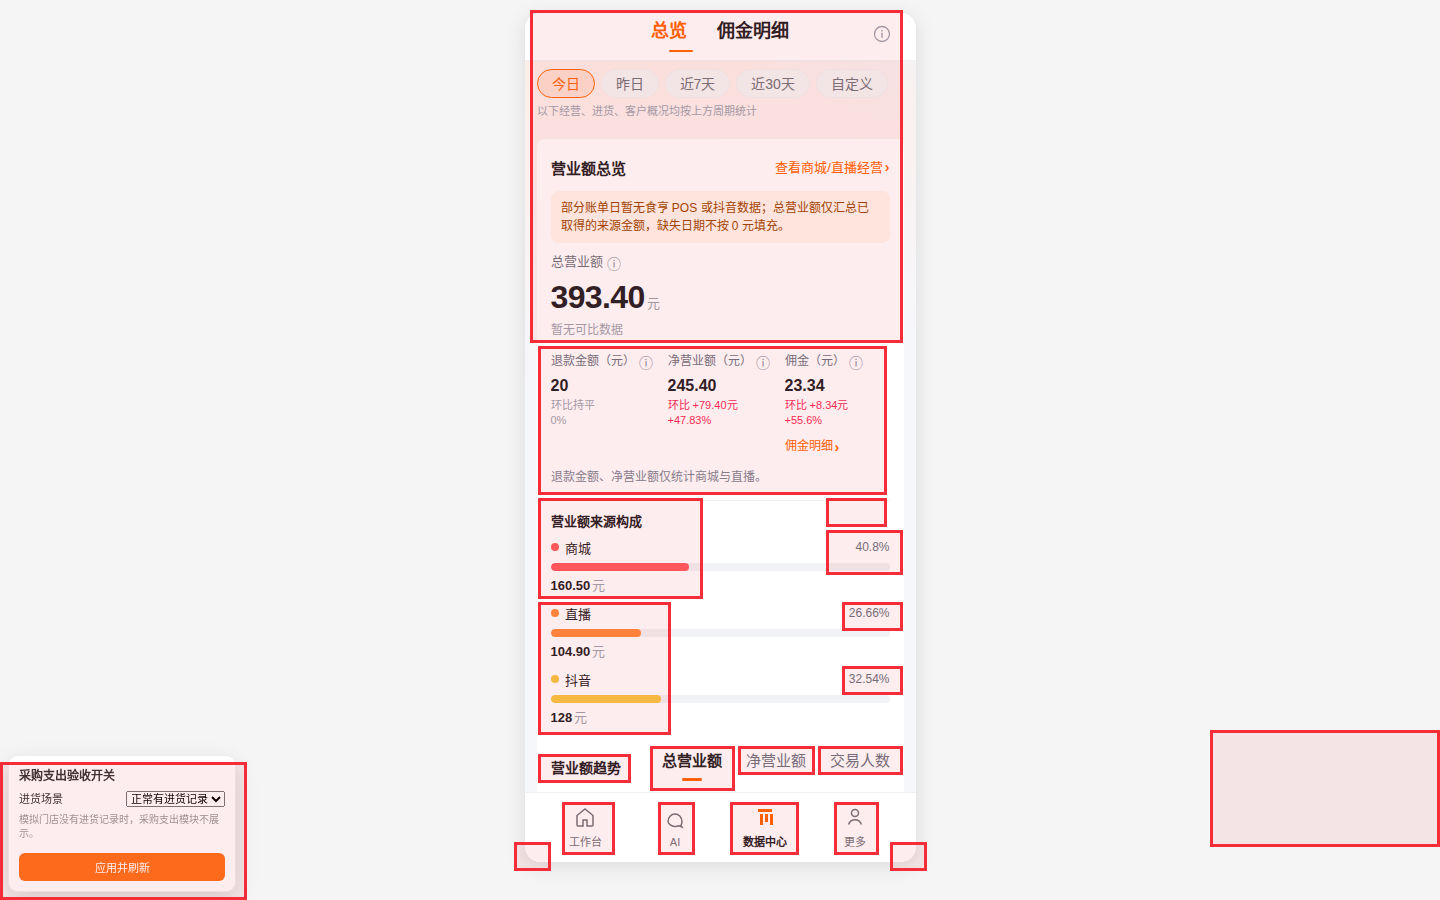 总览 佣金明细
今日 昨日 近7天 近30天 自定义
以下经营、进货、客户概况均按上方周期统计
营业额总览 查看商城/直播经营›
部分账单日暂无食亨 POS 或抖音数据；总营业额仅汇总已
取得的来源金额，缺失日期不按 0 元填充。
总营业额
393.40元
暂无可比数据
退款金额（元） 净营业额（元） 佣金（元）
20 245.40 23.34
环比持平 环比 +79.40元 环比 +8.34元
0% +47.83% +55.6%
佣金明细›
退款金额、净营业额仅统计商城与直播。
营业额来源构成
商城 40.8%
160.50元
直播 26.66%
104.90元
抖音 32.54%
128元
营业额趋势 总营业额 净营业额 交易人数
工作台 AI 数据中心 更多
采购支出验收开关
进货场景 正常有进货记录
模拟门店没有进货记录时，采购支出模块不展
示。
应用并刷新